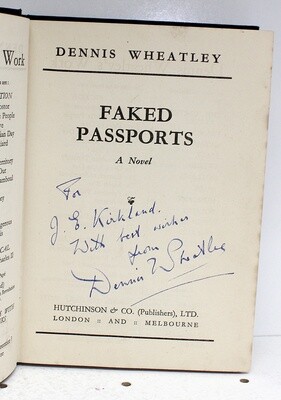 Work
DENNIS WHEATLEY
FAKED
PASSPORTS
A Novel
For
J. E. Kirkland.
With best wishes
from
Dennis Wheatley
HUTCHINSON & CO. (Publishers), LTD.
LONDON :: AND :: MELBOURNE